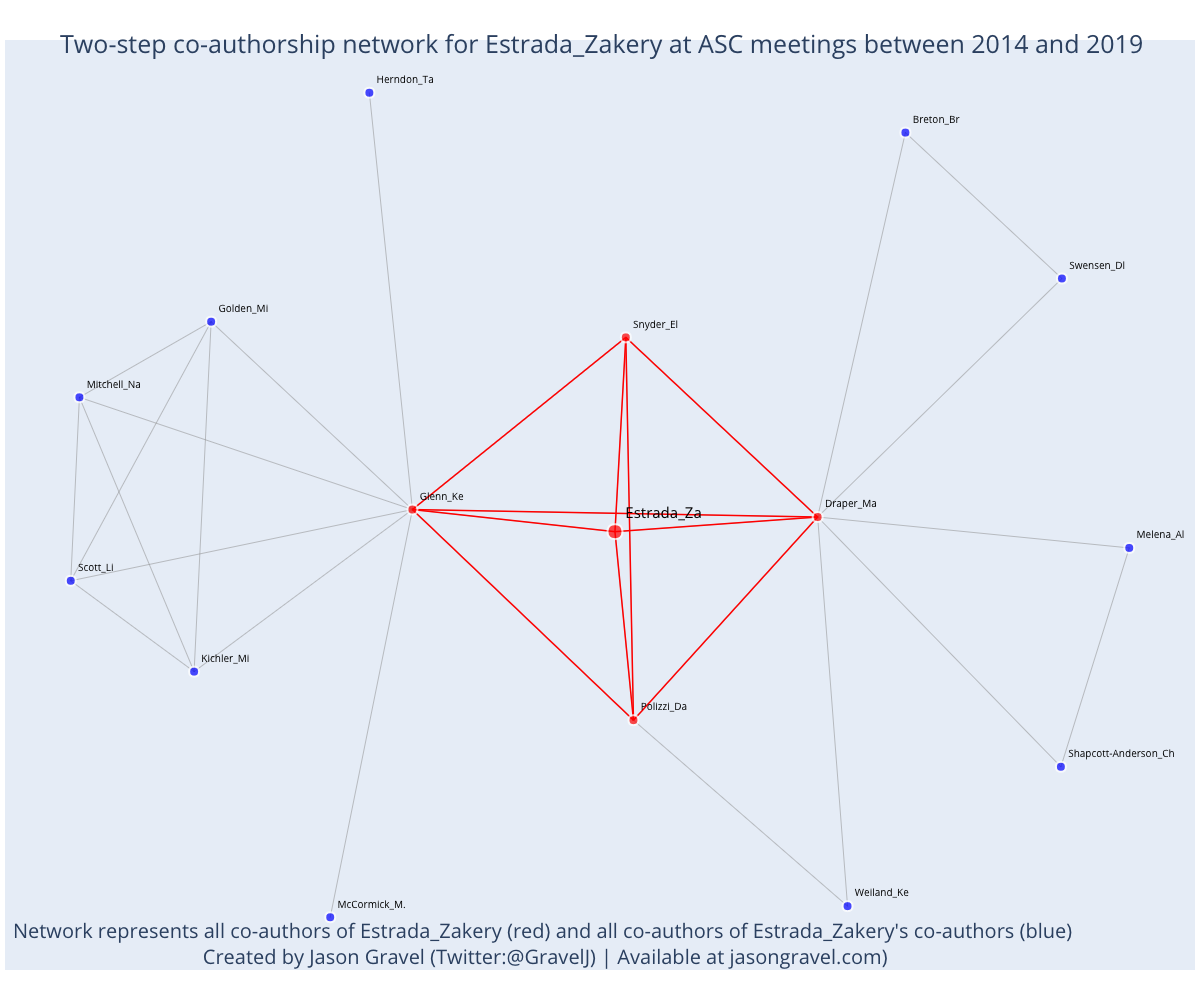 Two-step co-authorship network for Estrada_Zakery at ASC meetings between 2014 and 2019
Herndon_Ta
Breton_Br
Swensen_Dl
Golden_Mi
Snyder_El
Mitchell_Na
Glenn_Ke
Draper_Ma
Estrada_Za
Melena_Al
Scott_Li
Kichler_Mi
Polizzi_Da
Shapcott-Anderson_Ch
Weiland_Ke
McCormick_M.
Network represents all co-authors of Estrada_Zakery (red) and all co-authors of Estrada_Zakery's co-authors (blue)
Created by Jason Gravel (Twitter:@GravelJ) | Available at jasongravel.com)